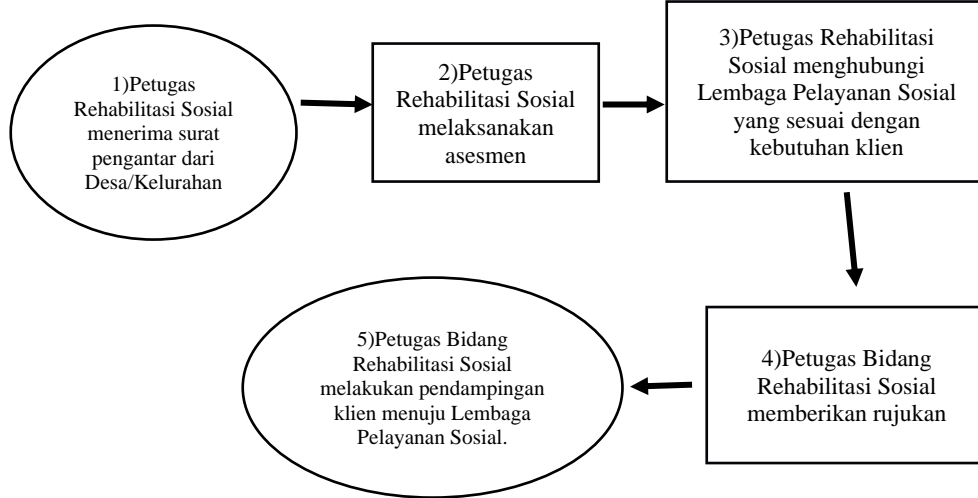 1)Petugas
Rehabilitasi Sosial
menerima surat
pengantar dari
Desa/Kelurahan
2)Petugas
Rehabilitasi Sosial
melaksanakan
asesmen
3)Petugas Rehabilitasi
Sosial menghubungi
Lembaga Pelayanan Sosial
yang sesuai dengan
kebutuhan klien
4)Petugas Bidang
Rehabilitasi Sosial
memberikan rujukan
5)Petugas Bidang
Rehabilitasi Sosial
melakukan pendampingan
klien menuju Lembaga
Pelayanan Sosial.